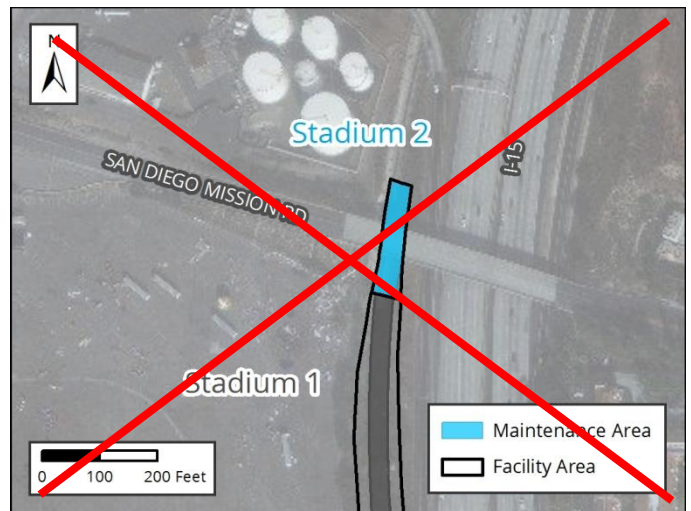 N
Stadium 2
I-15
SAN DIEGO MISSION RD
Stadium 1
Maintenance Area
Facility Area
0 100 200 Feet